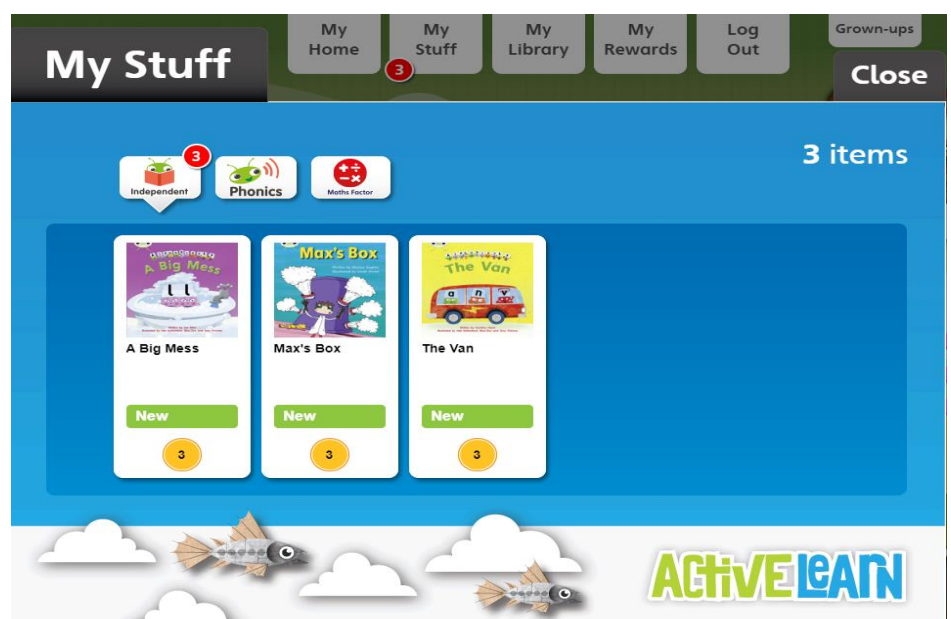 My Stuff
My Home
My Stuff
3
My Library
My Rewards
Log Out
Grown-ups
Close
3 items
Independent
3
Phonics
Maths Factor
A Big Mess
l l
Max's Box
The Van
a n v
A Big Mess
Max's Box
The Van
New
New
New
3
3
3
ACTIVE LEARN